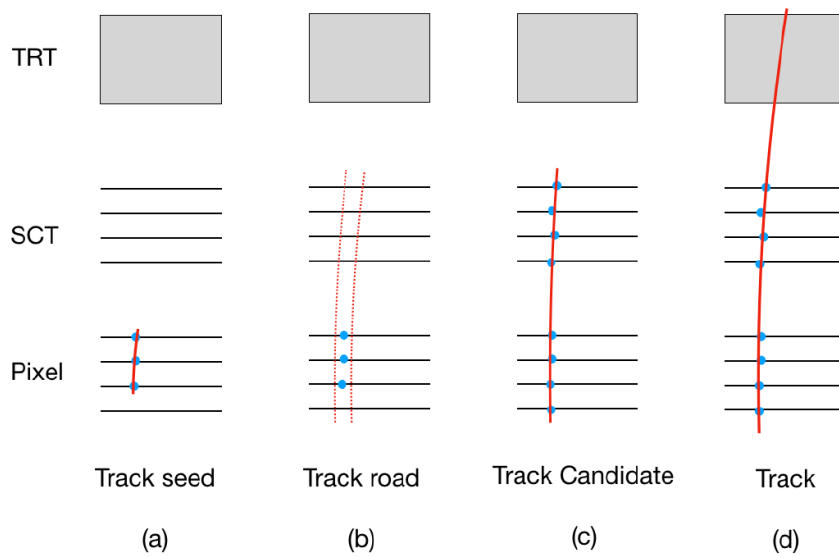 TRT
SCT
Pixel
Track seed
Track road
Track Candidate
Track
(a)
(b)
(c)
(d)